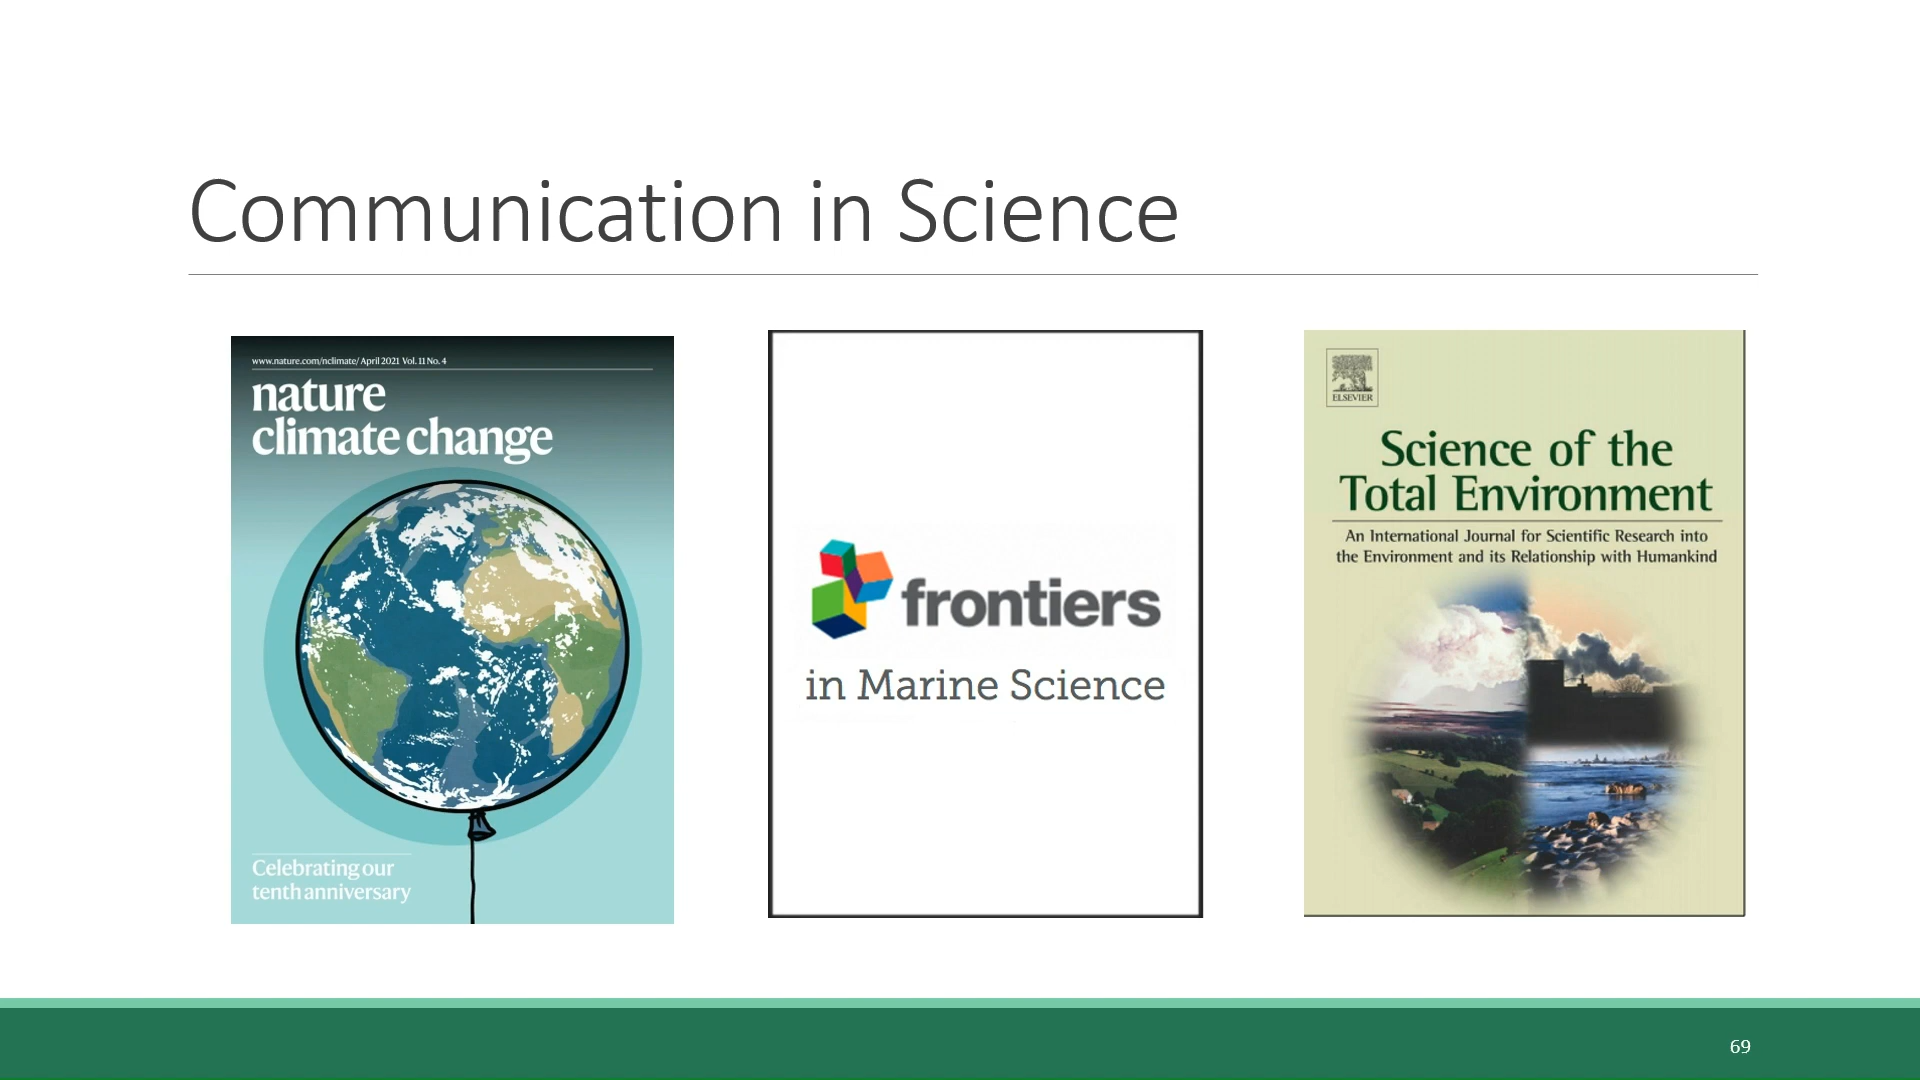 Communication in Science
www.nature.com/nclimate/ April 2021 Vol. 11 No. 4
nature
climate change
Celebrating our
tenth anniversary
frontiers
in Marine Science
ELSEVIER
Science of the
Total Environment
An International Journal for Scientific Research into
the Environment and its Relationship with Humankind
69